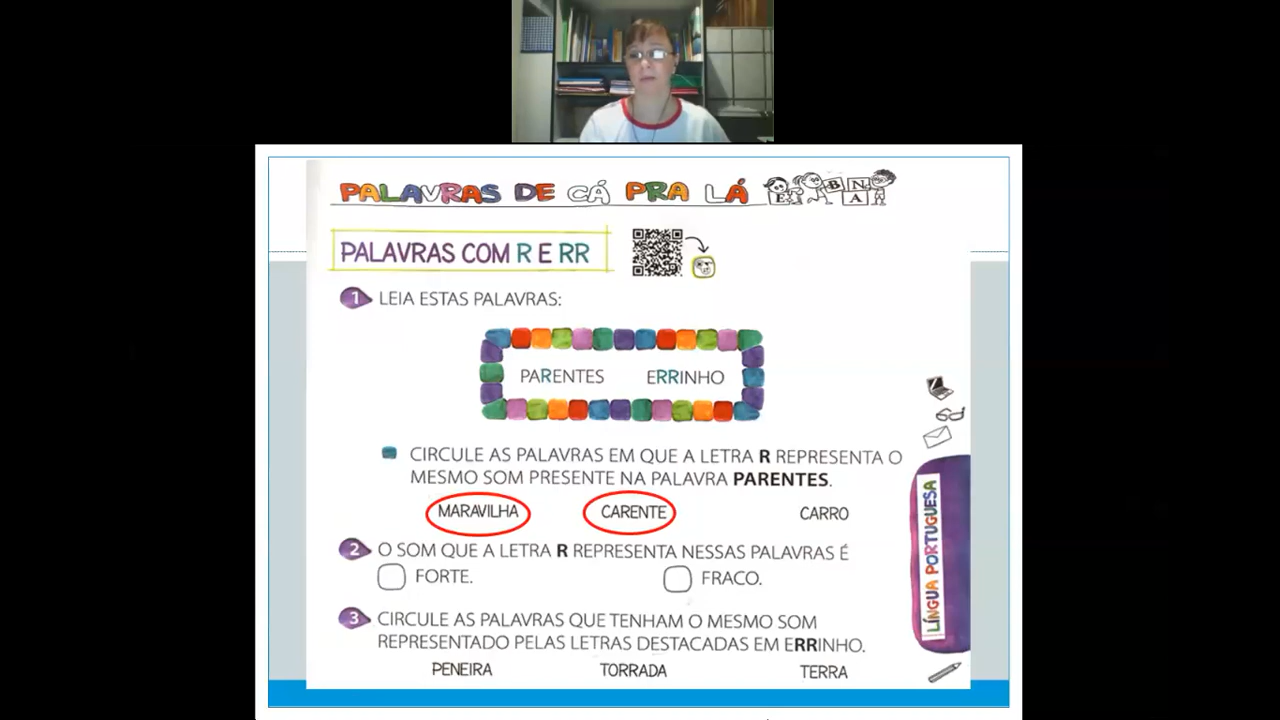 PALAVRAS DE CÁ PRA LÁ
E B N A
PALAVRAS COM R E RR
1 LEIA ESTAS PALAVRAS:
PARENTES ERRINHO
CIRCULE AS PALAVRAS EM QUE A LETRA R REPRESENTA O
MESMO SOM PRESENTE NA PALAVRA PARENTES.
MARAVILHA CARENTE CARRO
2 O SOM QUE A LETRA R REPRESENTA NESSAS PALAVRAS É
FORTE. FRACO.
3 CIRCULE AS PALAVRAS QUE TENHAM O MESMO SOM
REPRESENTADO PELAS LETRAS DESTACADAS EM ERRINHO.
PENEIRA TORRADA TERRA
LÍNGUA PORTUGUESA